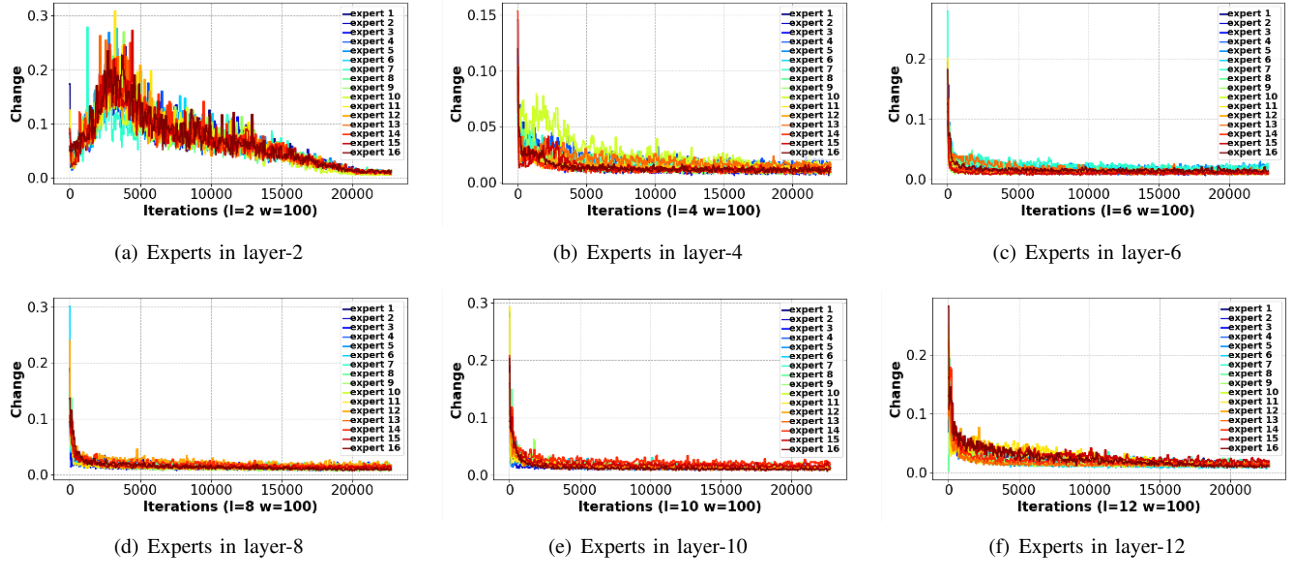 0.3
0.2
0.1
0.0
Change
0 5000 10000 15000 20000
Iterations (l=2 w=100)
expert 1
expert 2
expert 3
expert 4
expert 5
expert 6
expert 7
expert 8
expert 9
expert 10
expert 11
expert 12
expert 13
expert 14
expert 15
expert 16
(a) Experts in layer-2
0.15
0.10
0.05
0.00
Change
0 5000 10000 15000 20000
Iterations (l=4 w=100)
expert 1
expert 2
expert 3
expert 4
expert 5
expert 6
expert 7
expert 8
expert 9
expert 10
expert 11
expert 12
expert 13
expert 14
expert 15
expert 16
(b) Experts in layer-4
0.2
0.1
0.0
Change
0 5000 10000 15000 20000
Iterations (l=6 w=100)
expert 1
expert 2
expert 3
expert 4
expert 5
expert 6
expert 7
expert 8
expert 9
expert 10
expert 11
expert 12
expert 13
expert 14
expert 15
expert 16
(c) Experts in layer-6
0.3
0.2
0.1
0.0
Change
0 5000 10000 15000 20000
Iterations (l=8 w=100)
expert 1
expert 2
expert 3
expert 4
expert 5
expert 6
expert 7
expert 8
expert 9
expert 10
expert 11
expert 12
expert 13
expert 14
expert 15
expert 16
(d) Experts in layer-8
0.3
0.2
0.1
0.0
Change
0 5000 10000 15000 20000
Iterations (l=10 w=100)
expert 1
expert 2
expert 3
expert 4
expert 5
expert 6
expert 7
expert 8
expert 9
expert 10
expert 11
expert 12
expert 13
expert 14
expert 15
expert 16
(e) Experts in layer-10
0.2
0.1
0.0
Change
0 5000 10000 15000 20000
Iterations (l=12 w=100)
expert 1
expert 2
expert 3
expert 4
expert 5
expert 6
expert 7
expert 8
expert 9
expert 10
expert 11
expert 12
expert 13
expert 14
expert 15
expert 16
(f) Experts in layer-12